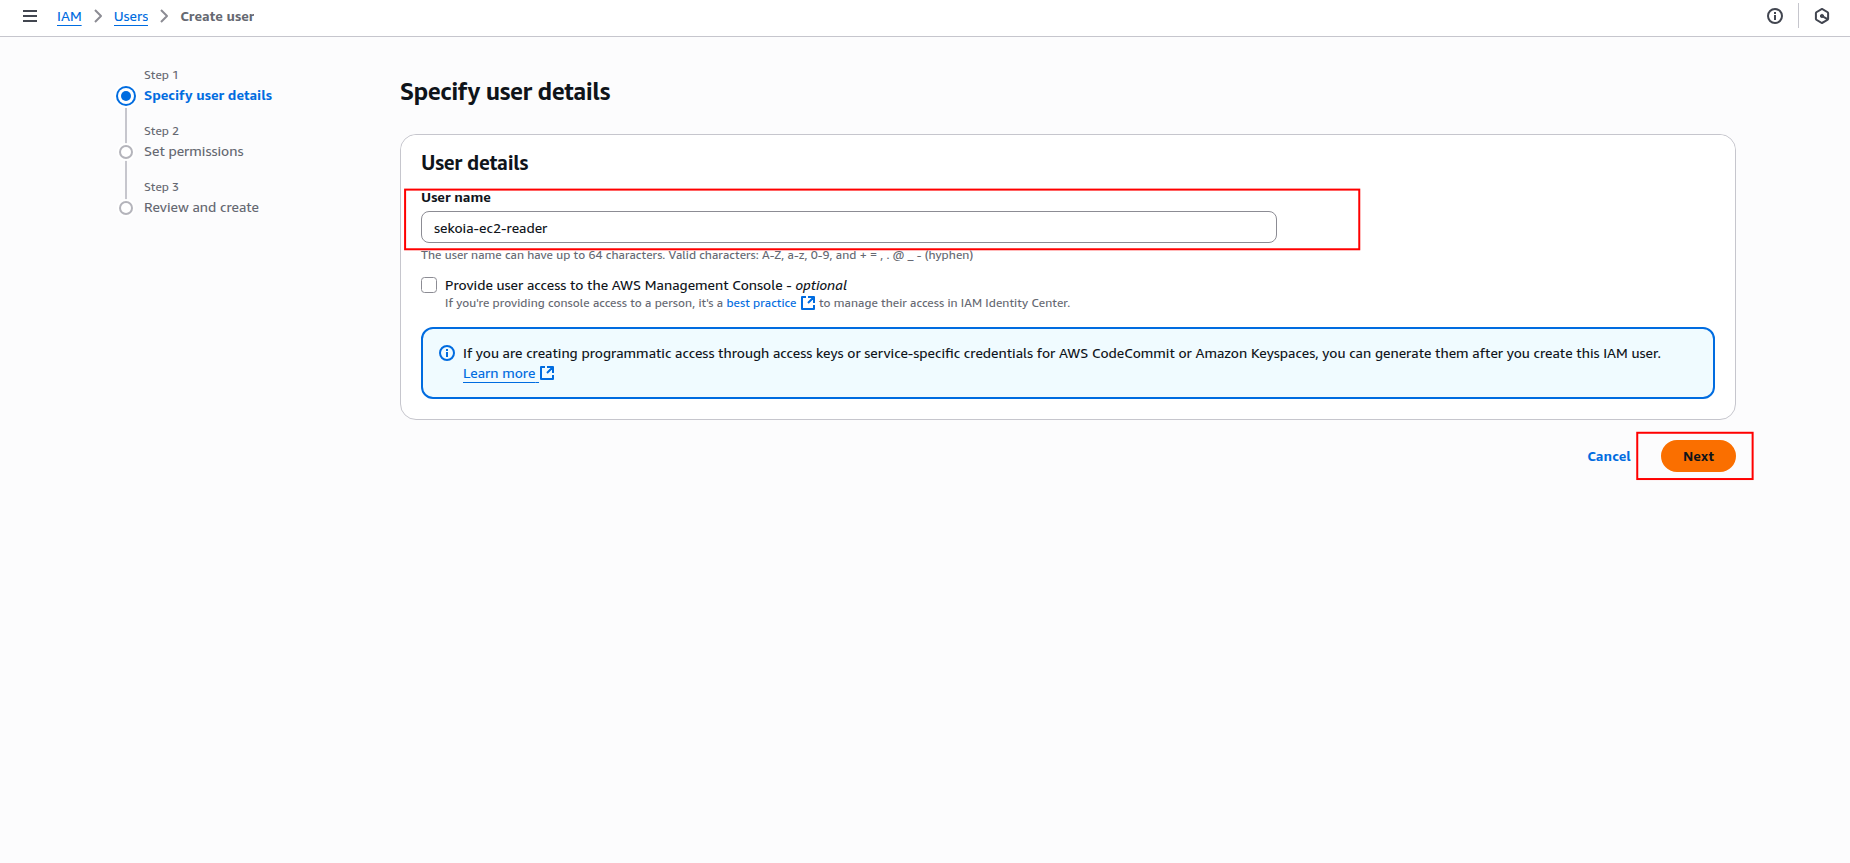 IAM > Users > Create user
Step 1
Specify user details
Step 2
Set permissions
Step 3
Review and create
Specify user details
User details
User name
sekoia-ec2-reader
The user name can have up to 64 characters. Valid characters: A-Z, a-z, 0-9, and + = , . @ _ - (hyphen)
Provide user access to the AWS Management Console - optional
If you're providing console access to a person, it's a best practice to manage their access in IAM Identity Center.
If you are creating programmatic access through access keys or service-specific credentials for AWS CodeCommit or Amazon Keyspaces, you can generate them after you create this IAM user.
Learn more
Cancel
Next